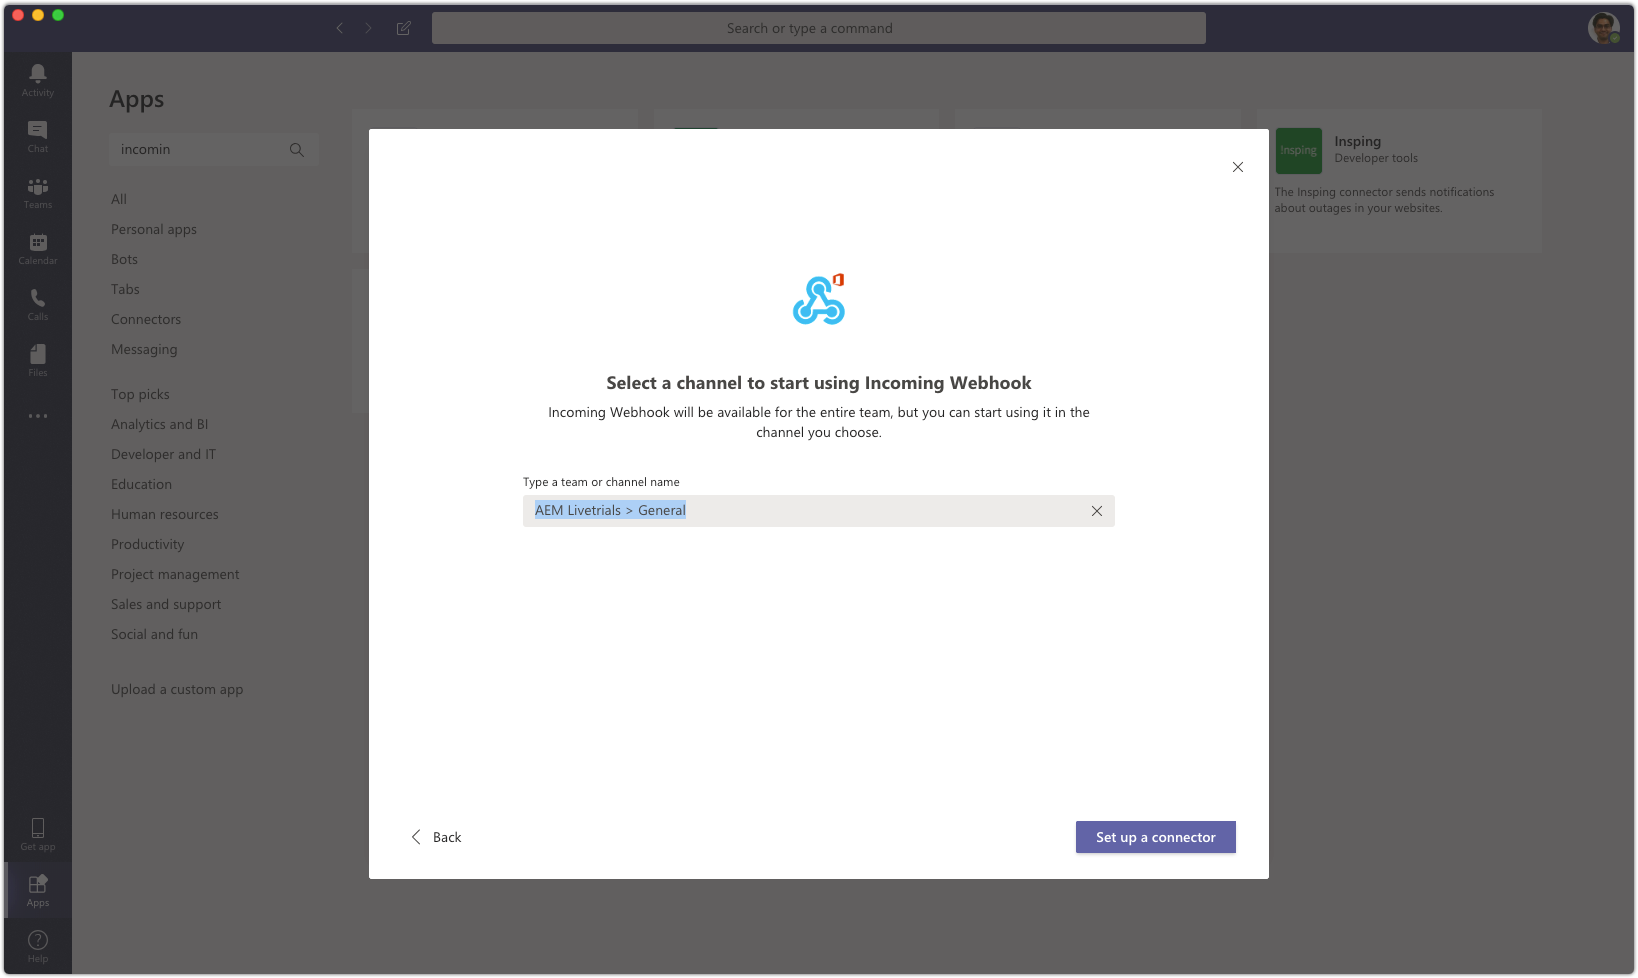 Search or type a command
Activity
Chat
Teams
Calendar
Calls
Files
Get app
Apps
Help
Apps
incomin
All
Personal apps
Bots
Tabs
Connectors
Messaging
Top picks
Analytics and BI
Developer and IT
Education
Human resources
Productivity
Project management
Sales and support
Social and fun
Upload a custom app
Insping
Insping
Developer tools
The Insping connector sends notifications
about outages in your websites.
Select a channel to start using Incoming Webhook
Incoming Webhook will be available for the entire team, but you can start using it in the
channel you choose.
Type a team or channel name
AEM Livetrials > General
Back
Set up a connector